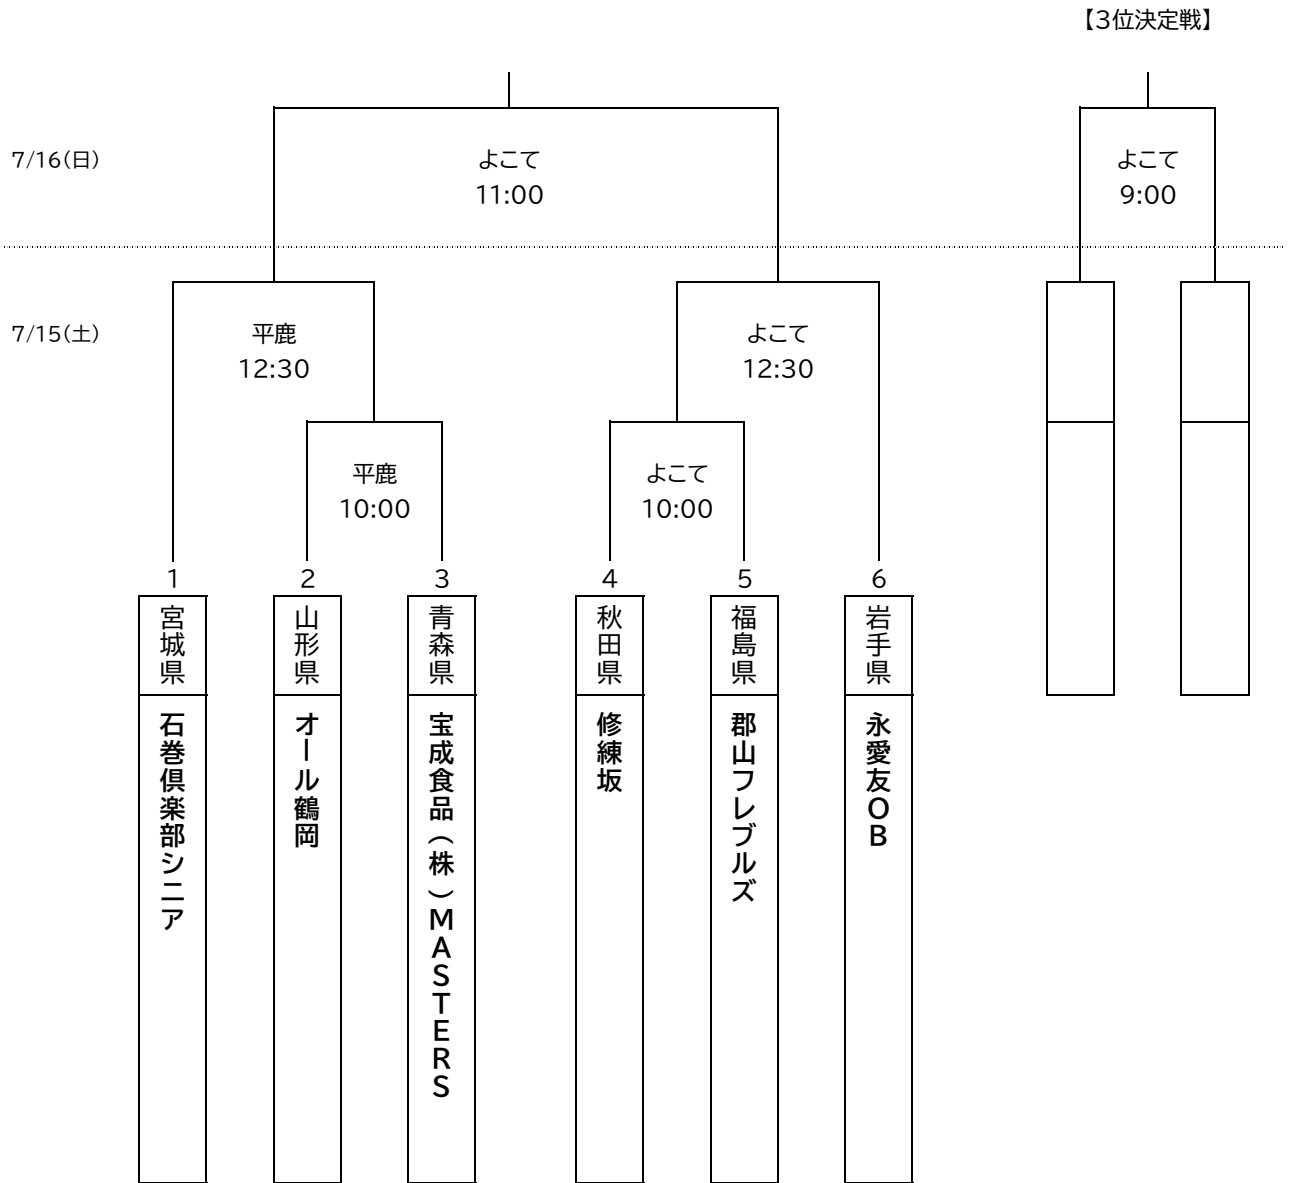 【3位決定戦】
7/16(日)
よこて
11:00
よこて
9:00
7/15(土)
平鹿
12:30
よこて
12:30
平鹿
10:00
よこて
10:00
1
2
3
4
5
6
宮城県
山形県
青森県
秋田県
福島県
岩手県
石巻倶楽部シニア
オール鶴岡
宝成食品(株)MASTERS
修練坂
郡山フレブルズ
永愛友OB